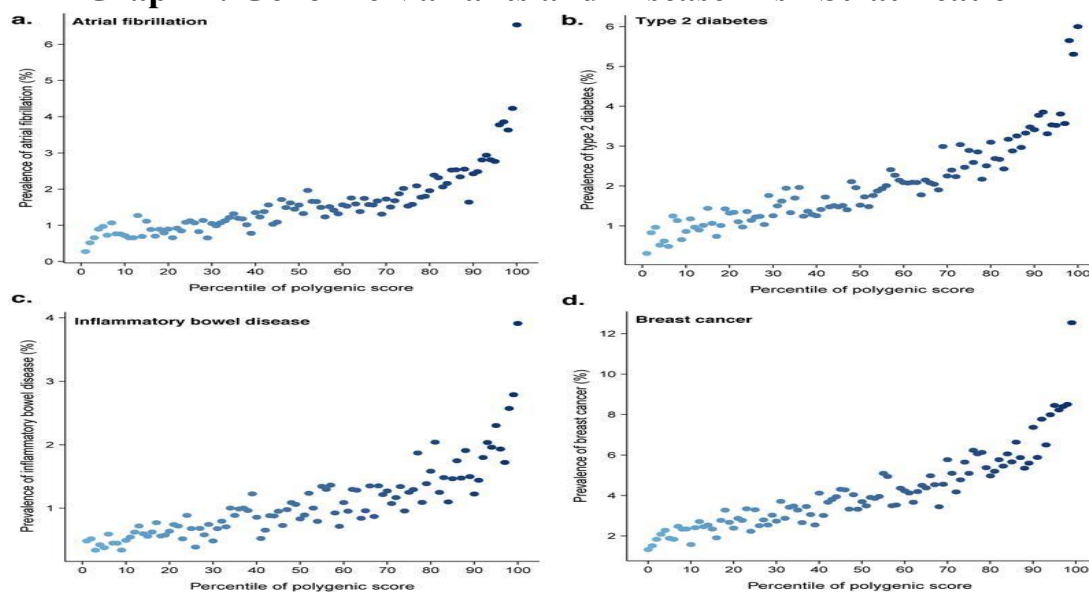 a.
Atrial fibrillation
Prevalence of atrial fibrillation (%)
6
5
4
3
2
1
0
0 10 20 30 40 50 60 70 80 90 100
Percentile of polygenic score
b.
Type 2 diabetes
Prevalence of type 2 diabetes (%)
6
5
4
3
2
1
0 10 20 30 40 50 60 70 80 90 100
Percentile of polygenic score
c.
Inflammatory bowel disease
Prevalence of inflammatory bowel disease (%)
4
3
2
1
0 10 20 30 40 50 60 70 80 90 100
Percentile of polygenic score
d.
Breast cancer
Prevalence of breast cancer (%)
12
10
8
6
4
2
0 10 20 30 40 50 60 70 80 90 100
Percentile of polygenic score